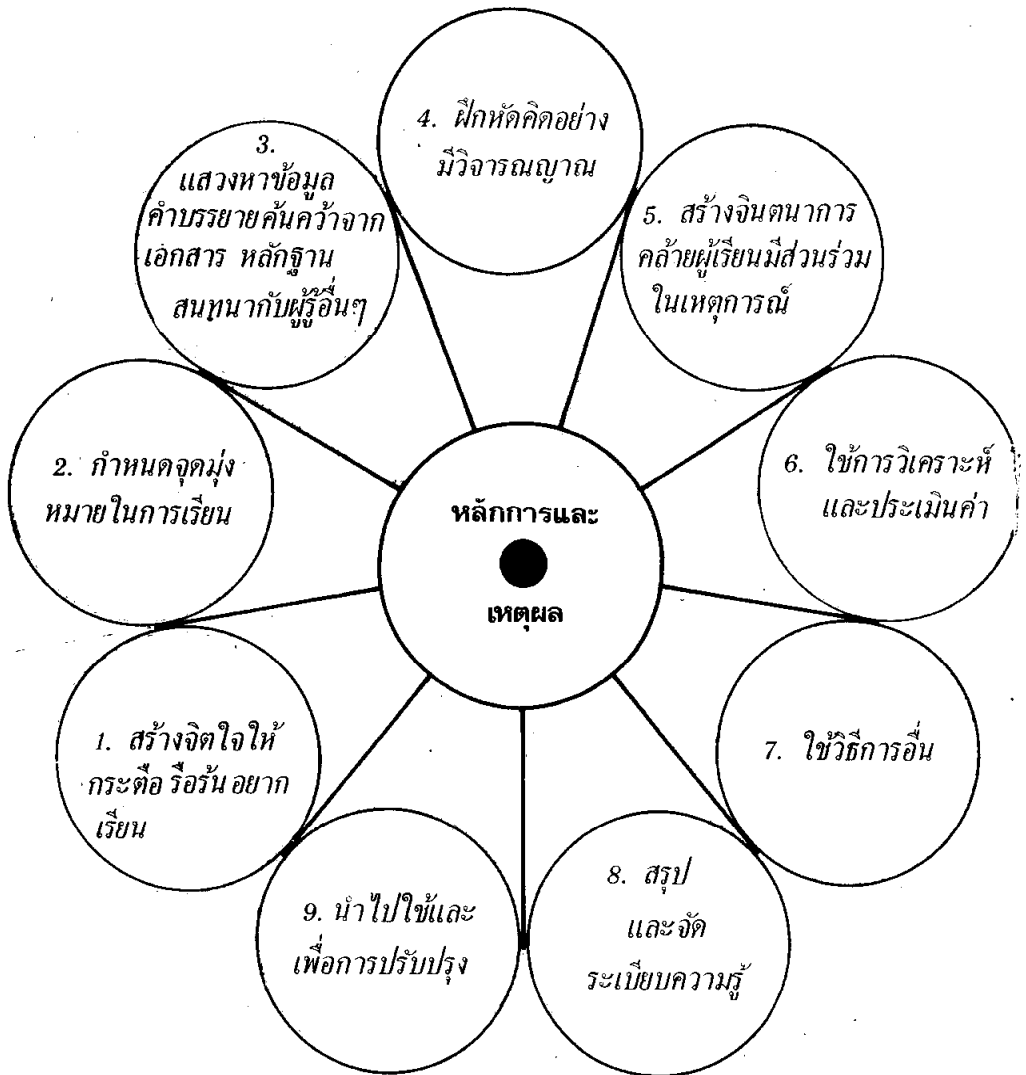 4. ฝึกหัดคิดอย่าง
มีวิจารณญาณ
3.
แสวงหาข้อมูล
คำบรรยายค้นคว้าจาก
เอกสาร หลักฐาน
สนทนากับผู้รู้อื่นๆ
5. สร้างจินตนาการ
คล้ายผู้เรียนมีส่วนร่วม
ในเหตุการณ์
2. กำหนดจุดมุ่ง
หมายในการเรียน
6. ใช้การวิเคราะห์
และประเมินค่า
หลักการและ
เหตุผล
1. สร้างจิตใจให้
กระตือ รือร้น อยาก
เรียน
7. ใช้วิธีการอื่น
9. นำไปใช้และ
เพื่อการปรับปรุง
8. สรุป
และจัด
ระเบียบความรู้